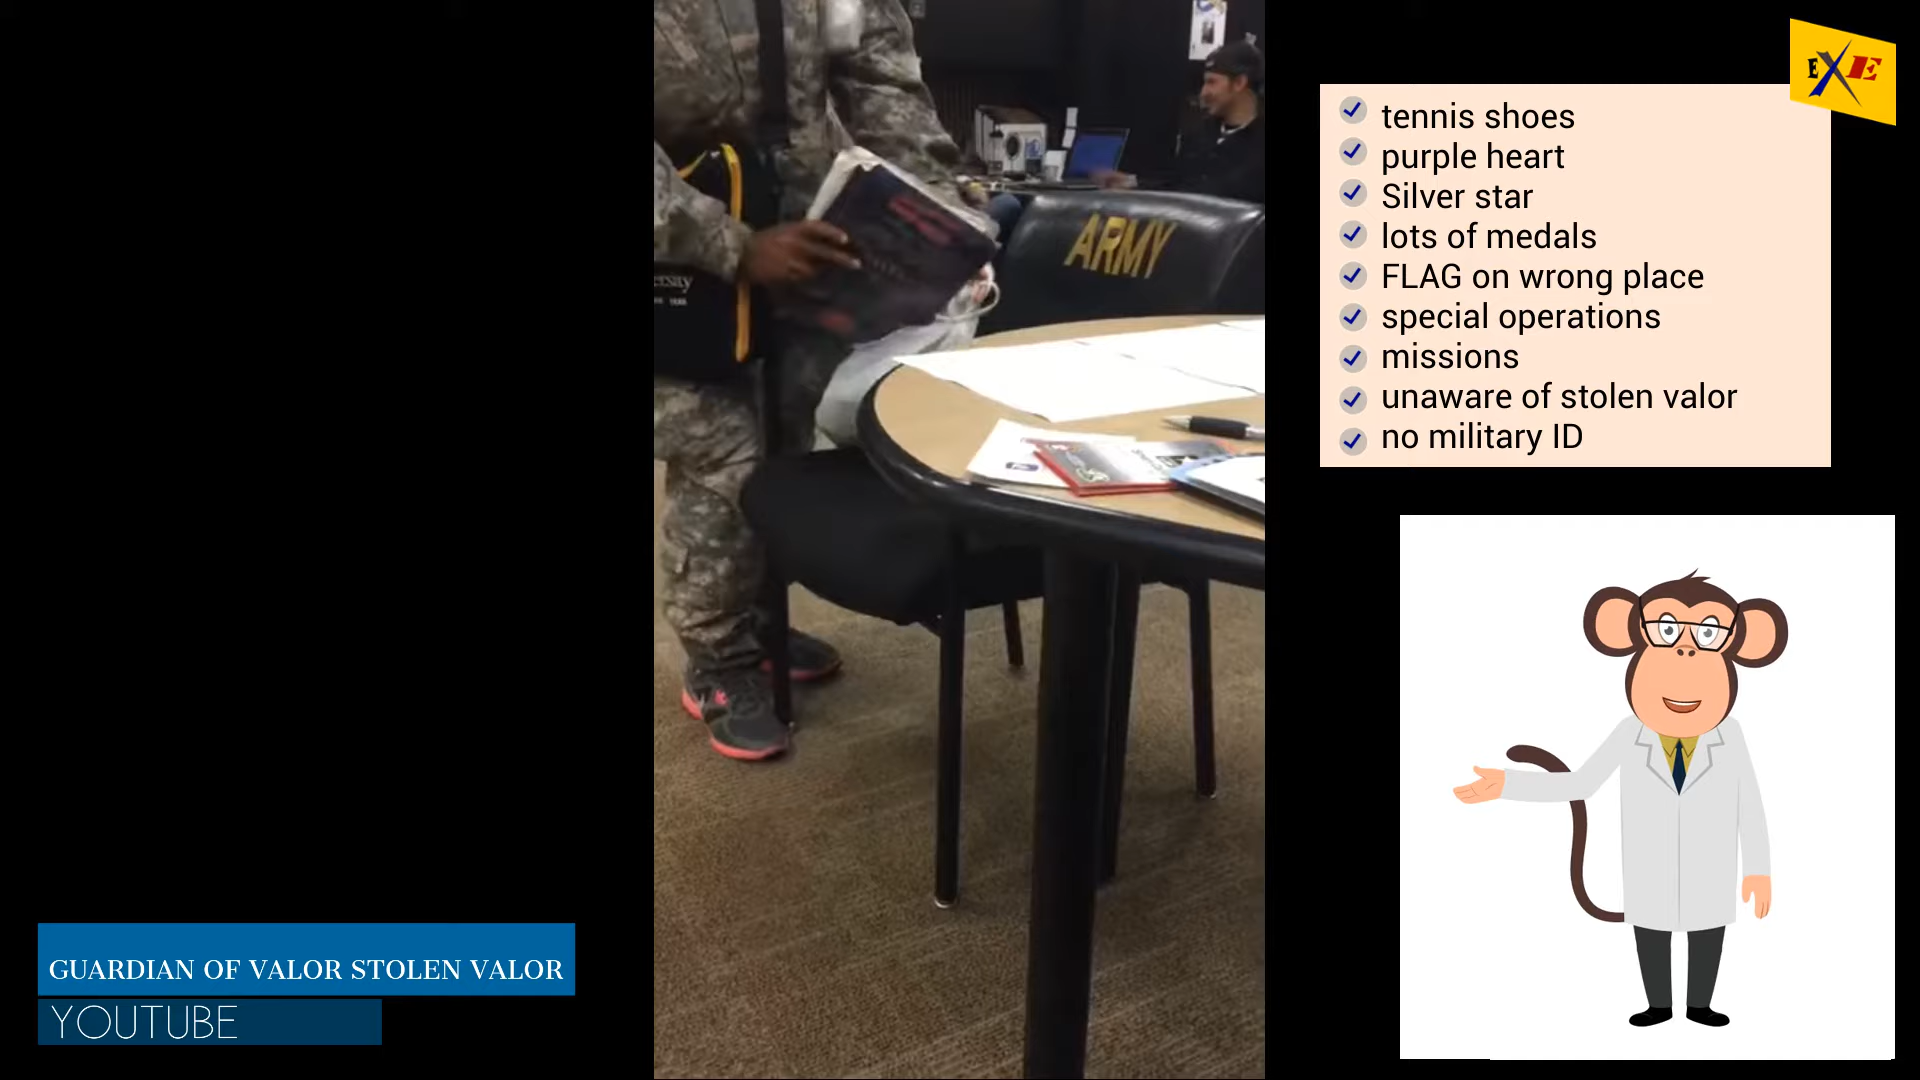 EXE
tennis shoes
purple heart
Silver star
lots of medals
FLAG on wrong place
special operations
missions
unaware of stolen valor
no military ID
ARMY
GUARDIAN OF VALOR STOLEN VALOR
YOUTUBE